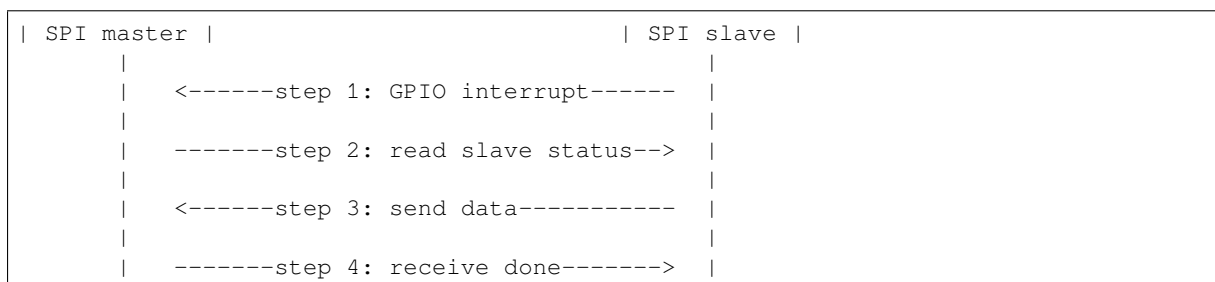 | SPI master |                                 | SPI slave |
       |                                               |
       |   <------step 1: GPIO interrupt------  |
       |                                               |
       |   -------step 2: read slave status-->  |
       |                                               |
       |   <------step 3: send data-----------  |
       |                                               |
       |   -------step 4: receive done------->  |